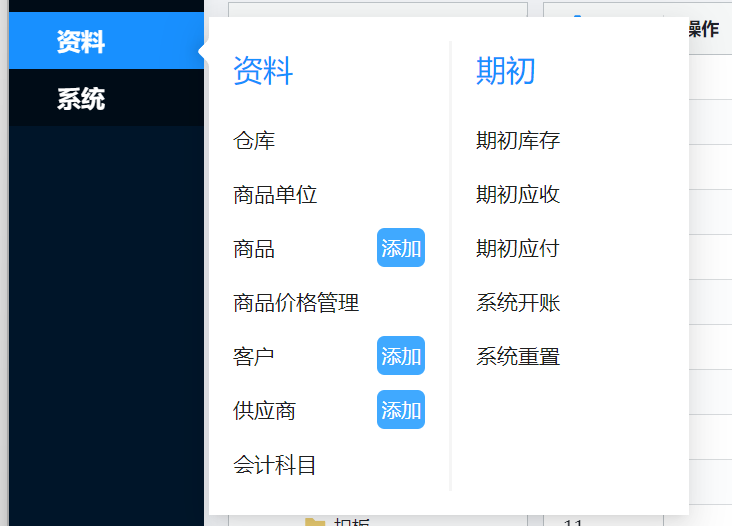 资料
系统
操作
资料
仓库
商品单位
商品 添加
商品价格管理
客户 添加
供应商 添加
会计科目
期初
期初库存
期初应收
期初应付
系统开账
系统重置